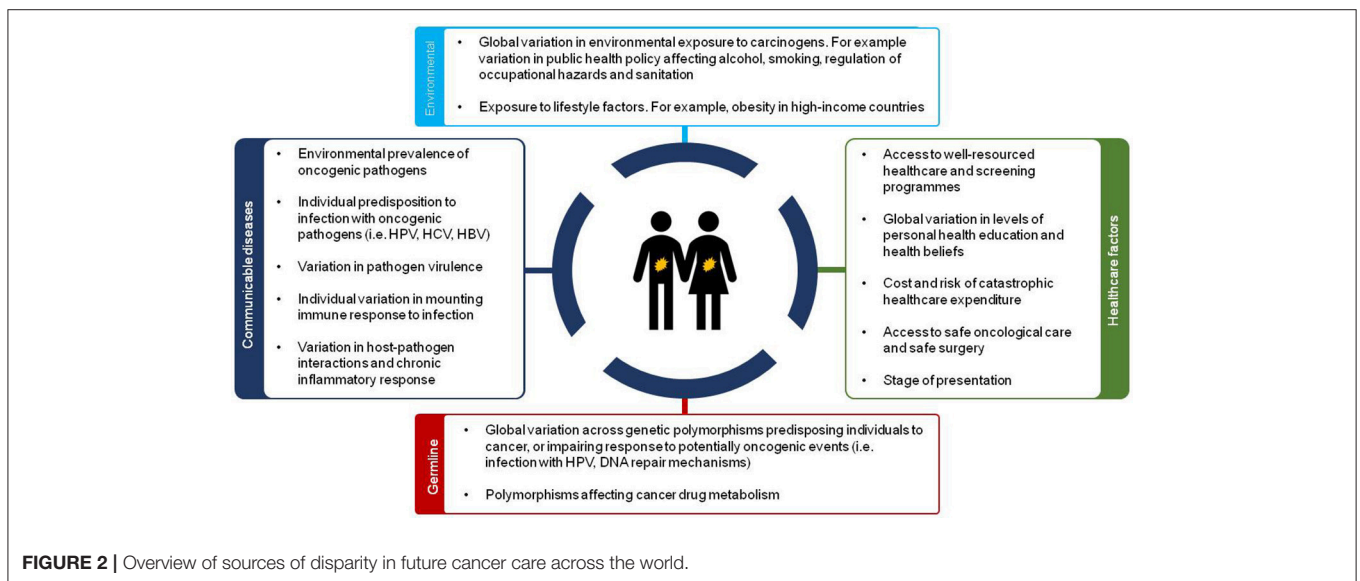 Environmental
• Global variation in environmental exposure to carcinogens. For example
variation in public health policy affecting alcohol, smoking, regulation of
occupational hazards and sanitation
• Exposure to lifestyle factors. For example, obesity in high-income countries
Communicable diseases
• Environmental prevalence of
oncogenic pathogens
• Individual predisposition to
infection with oncogenic
pathogens (i.e. HPV, HCV, HBV)
• Variation in pathogen virulence
• Individual variation in mounting
immune response to infection
• Variation in host-pathogen
interactions and chronic
inflammatory response
• Access to well-resourced
healthcare and screening
programmes
• Global variation in levels of
personal health education and
health beliefs
• Cost and risk of catastrophic
healthcare expenditure
• Access to safe oncological care
and safe surgery
• Stage of presentation
Healthcare factors
Germline
• Global variation across genetic polymorphisms predisposing individuals to
cancer, or impairing response to potentially oncogenic events (i.e.
infection with HPV, DNA repair mechanisms)
• Polymorphisms affecting cancer drug metabolism
FIGURE 2 | Overview of sources of disparity in future cancer care across the world.